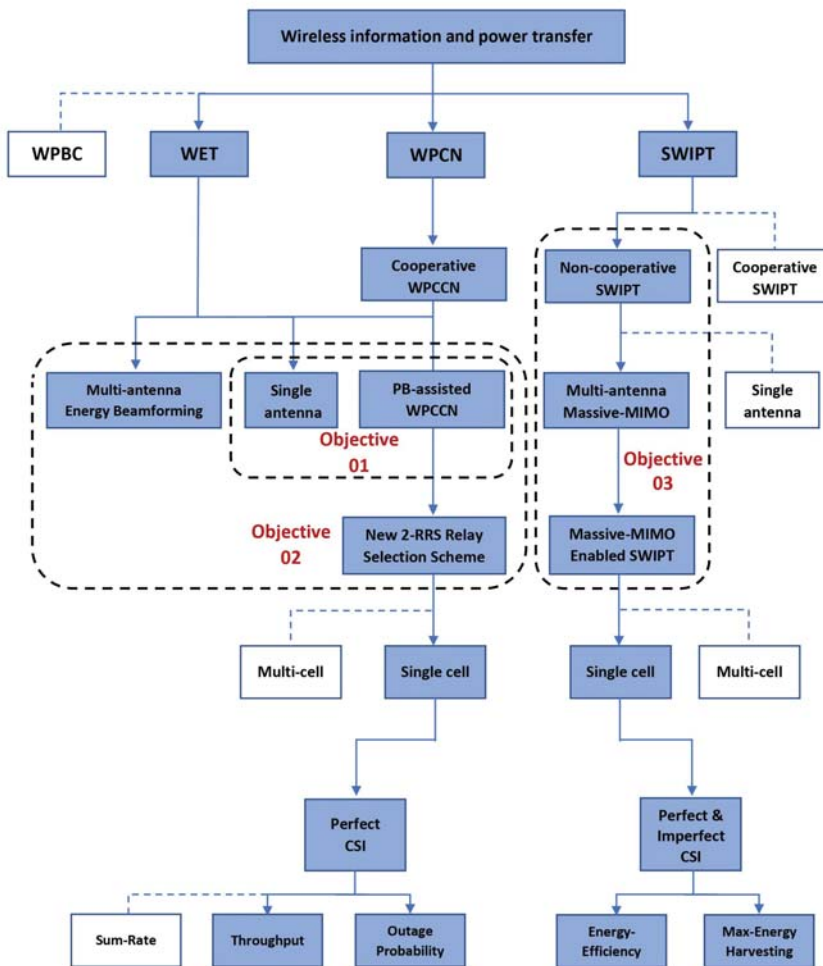 Wireless information and power transfer
WPBC
WET
WPCN
SWIPT
Cooperative
WPCCN
Non-cooperative
SWIPT
Cooperative
SWIPT
Multi-antenna
Energy Beamforming
Single
antenna
PB-assisted
WPCCN
Multi-antenna
Massive-MIMO
Single
antenna
Objective
01
Objective
03
Objective
02
New 2-RRS Relay
Selection Scheme
Massive-MIMO
Enabled SWIPT
Multi-cell
Single cell
Single cell
Multi-cell
Perfect
CSI
Perfect &
Imperfect
CSI
Sum-Rate
Throughput
Outage
Probability
Energy-
Efficiency
Max-Energy
Harvesting